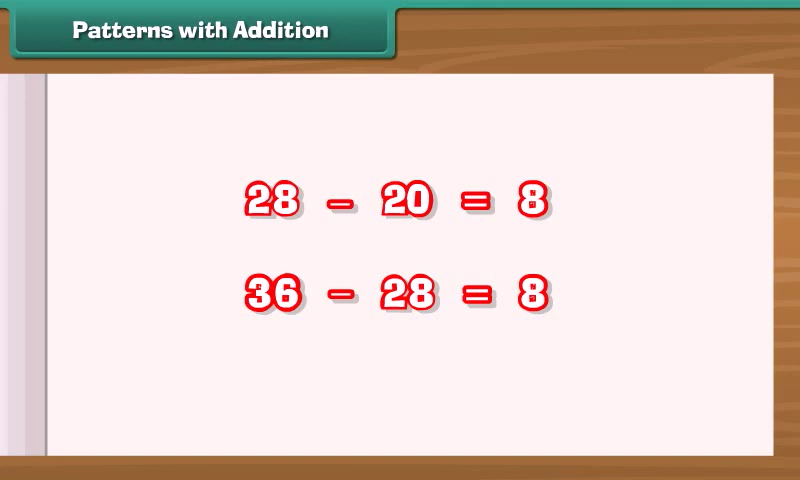 Patterns with Addition
28 – 20 = 8
36 – 28 = 8